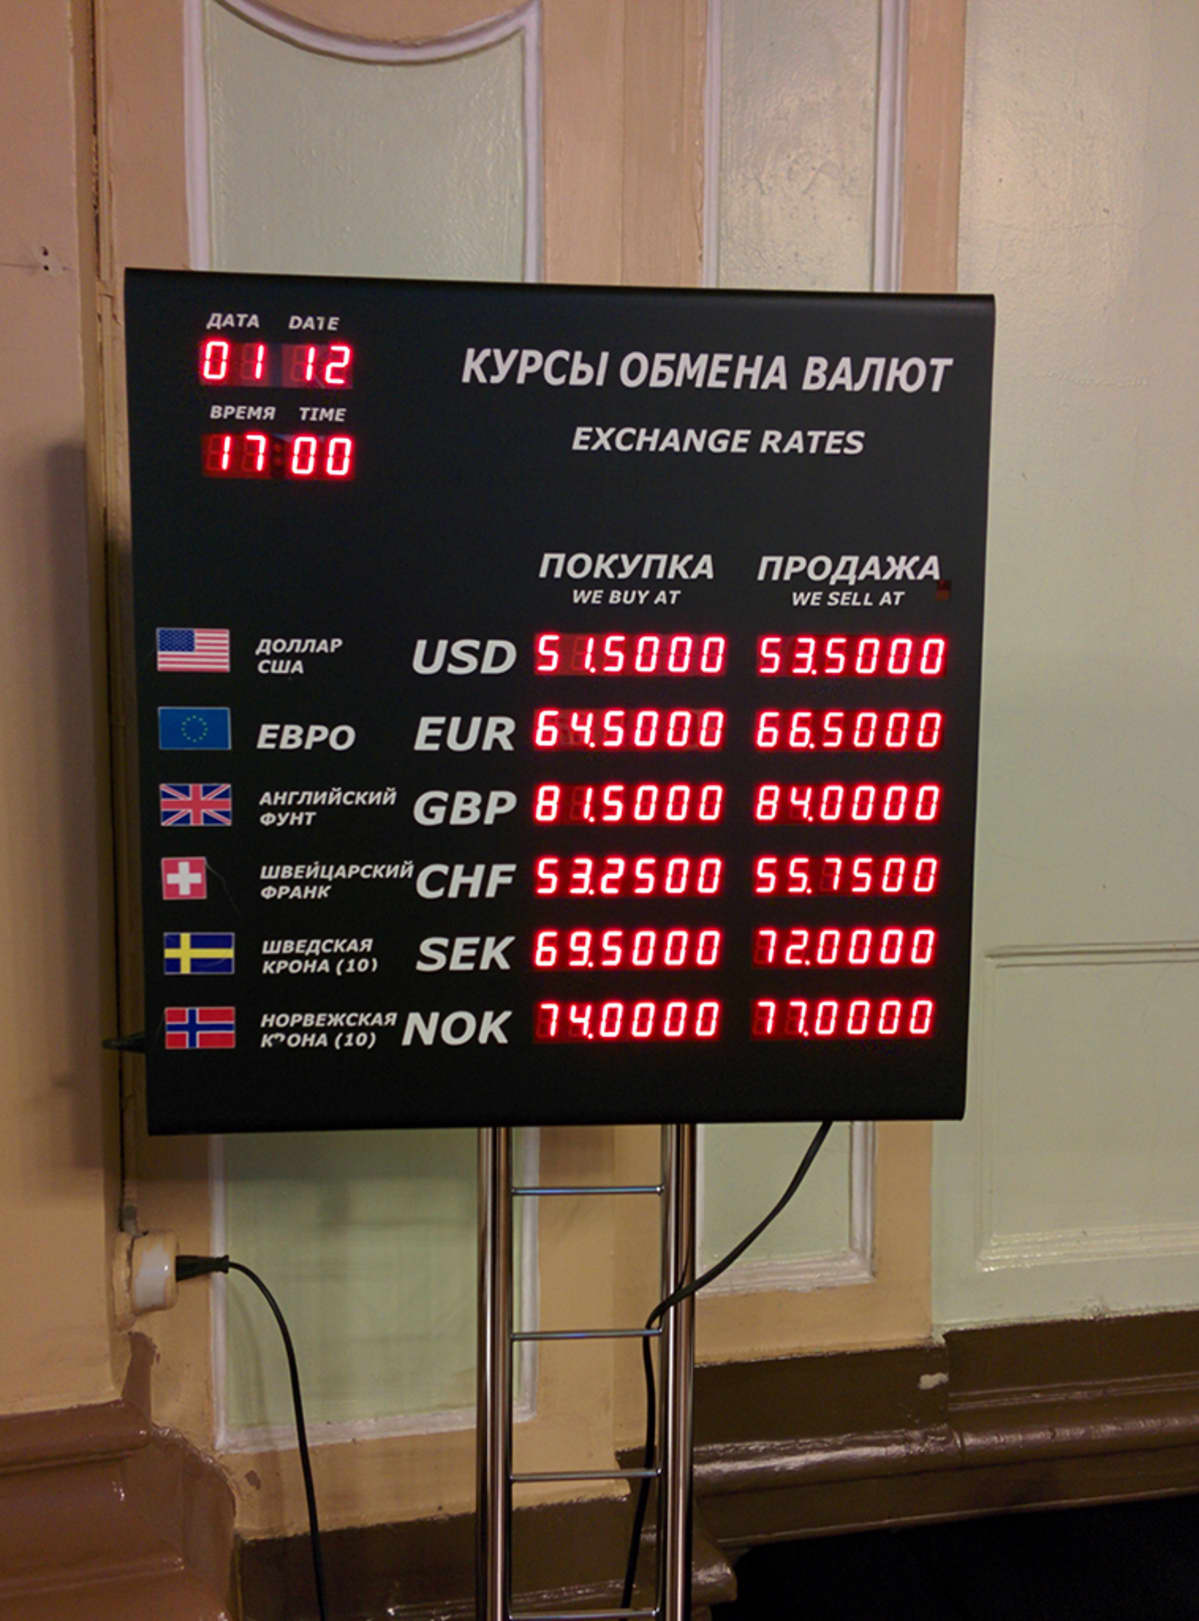 ДАТА DATE
01 12
КУРСЫ ОБМЕНА ВАЛЮТ
ВРЕМЯ TIME
17:00
EXCHANGE RATES
ПОКУПКА ПРОДАЖА
WE BUY AT WE SELL AT
ДОЛЛАР
США
USD 51.5000 53.5000
ЕВРО EUR 64.5000 66.5000
АНГЛИЙСКИЙ
ФУНТ
GBP 81.5000 84.0000
ШВЕЙЦАРСКИЙ
ФРАНК
CHF 53.2500 55.7500
ШВЕДСКАЯ
КРОНА (10)
SEK 69.5000 72.0000
НОРВЕЖСКАЯ
КРОНА (10)
NOK 74.0000 77.0000